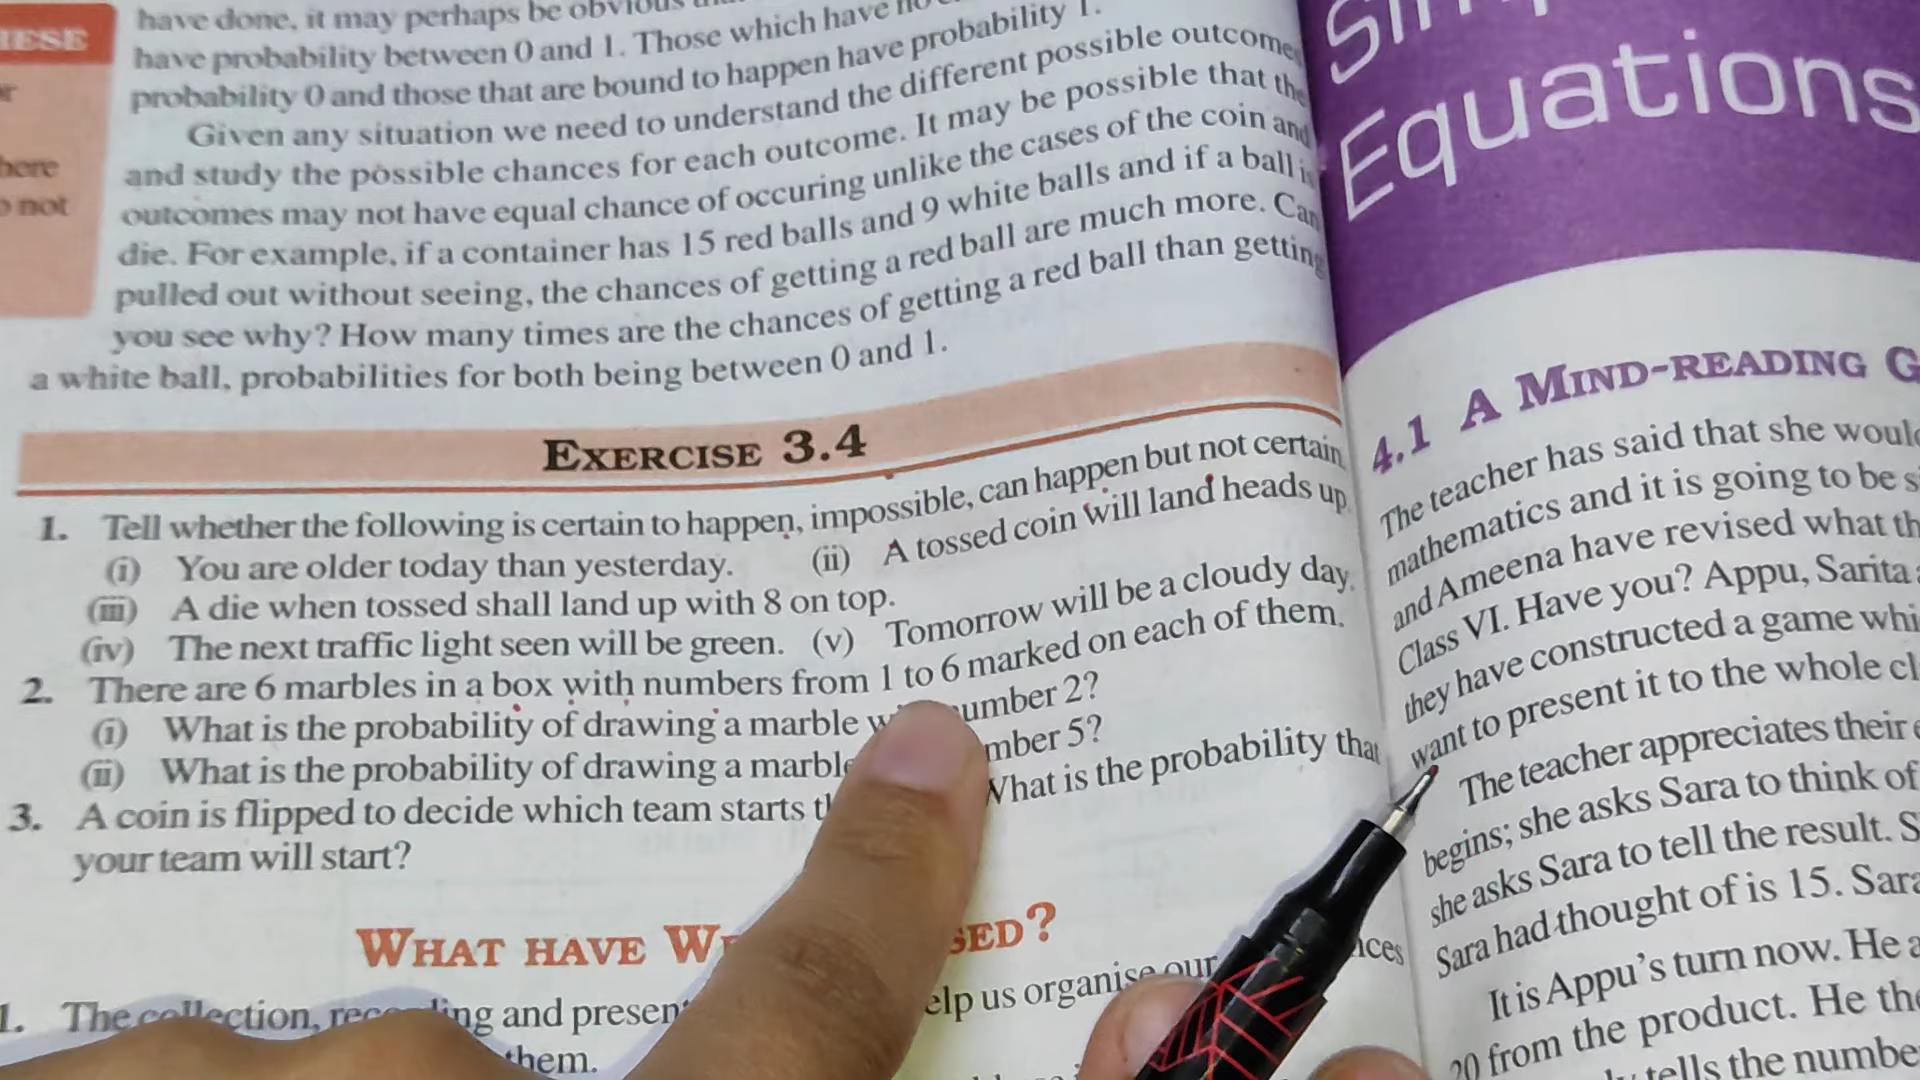 have done, it may perhaps be obvious
have probability between 0 and 1. Those which have no
probability 0 and those that are bound to happen have probability 1.
Given any situation we need to understand the different possible outcomes
and study the possible chances for each outcome. It may be possible that the
outcomes may not have equal chance of occuring unlike the cases of the coin and
die. For example, if a container has 15 red balls and 9 white balls and if a ball is
pulled out without seeing, the chances of getting a red ball are much more. Can
you see why? How many times are the chances of getting a red ball than getting
a white ball, probabilities for both being between 0 and 1.
here
not
EXERCISE 3.4
1. Tell whether the following is certain to happen, impossible, can happen but not certain.
(i) You are older today than yesterday. (ii) A tossed coin will land heads up.
(iii) A die when tossed shall land up with 8 on top.
(iv) The next traffic light seen will be green. (v) Tomorrow will be a cloudy day.
2. There are 6 marbles in a box with numbers from 1 to 6 marked on each of them.
(i) What is the probability of drawing a marble number 2?
(ii) What is the probability of drawing a marble 5?
3. A coin is flipped to decide which team starts What is the probability that
your team will start?
WHAT HAVE
1. The and
us organise our
them.
Equations
4.1 A MIND-READING G
The teacher has said that she would
mathematics and it is going to be
and Ameena have revised what
Class VI. Have you? Appu, Sarita
they have constructed a game
want to present it to the whole
The teacher appreciates their
begins; she asks Sara to think of
she asks Sara to tell the result.
Sara had thought of is 15. Sara
It is Appu's turn now. He
20 from the product. He
tells the